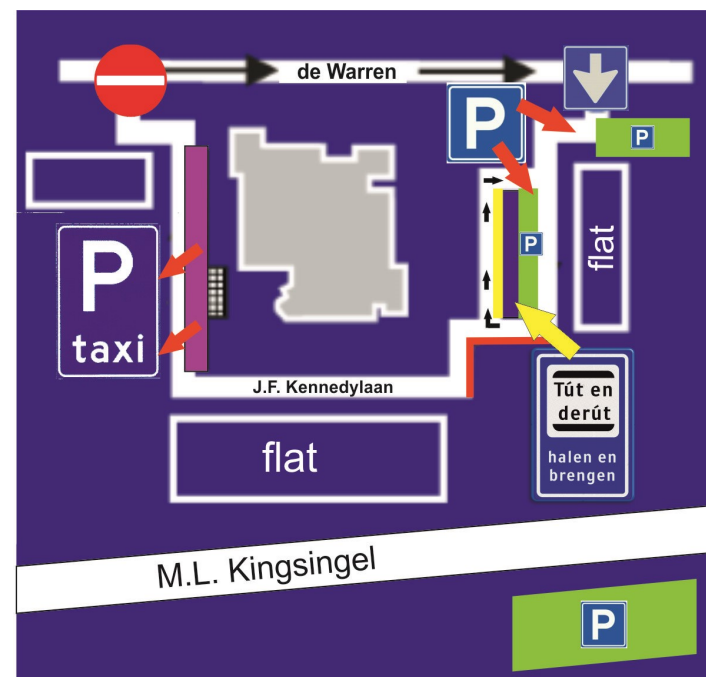 de Warren
P
P
P
flat
P
taxi
J.F. Kennedylaan
Tút en
derút
halen en
brengen
flat
M.L. Kingsingel
P